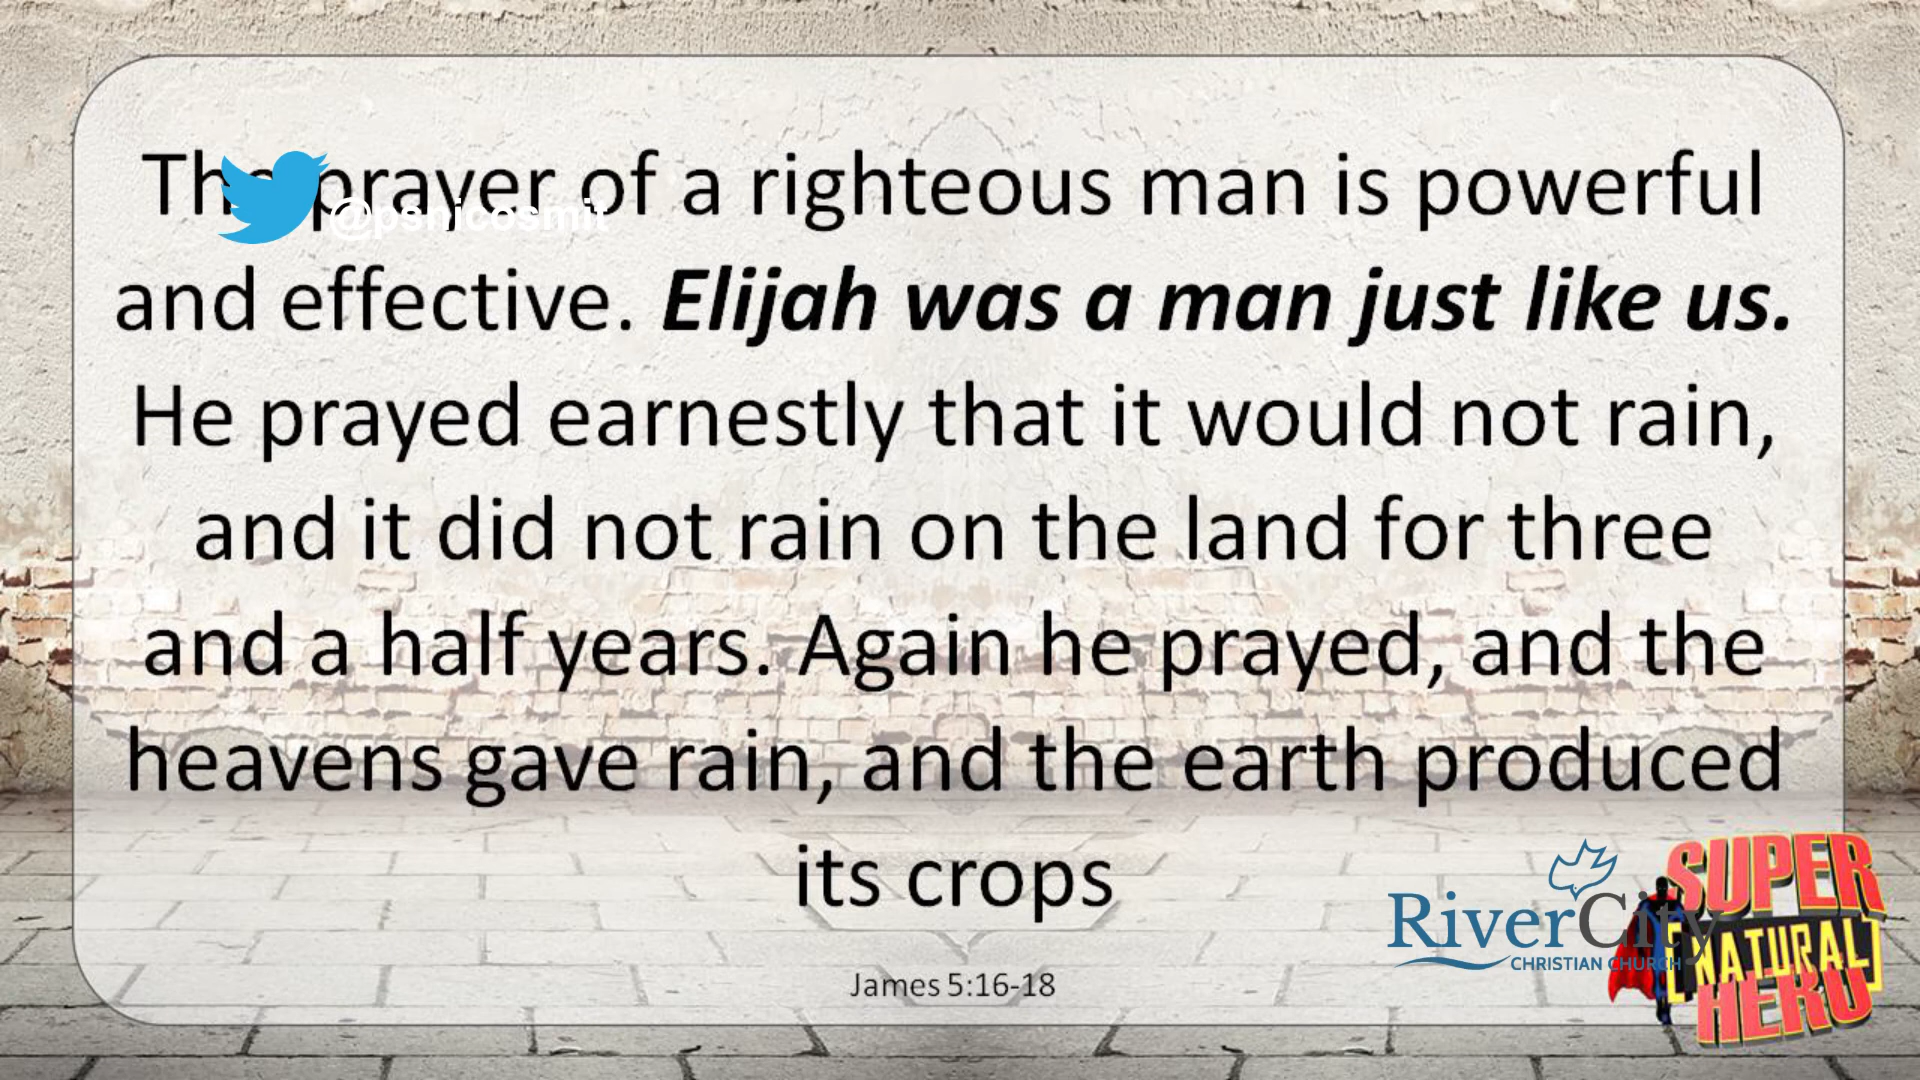 The prayer of a righteous man is powerful
@psnicosmit
and effective. Elijah was a man just like us.
He prayed earnestly that it would not rain,
and it did not rain on the land for three
and a half years. Again he prayed, and the
heavens gave rain, and the earth produced
its crops
James 5:16-18
RiverCity
CHRISTIAN CHURCH
SUPER
[NATURAL]
HERO